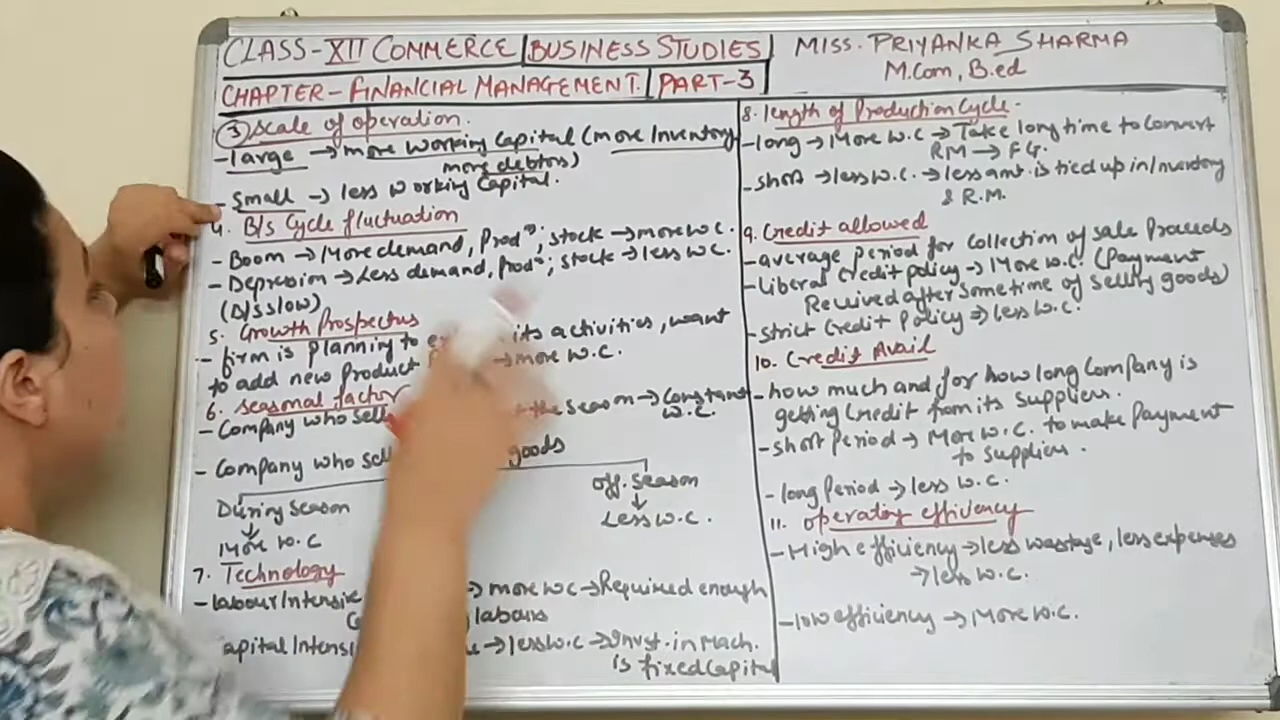 CLASS-XII COMMERCE BUSINESS STUDIES
MISS. PRIYANKA SHARMA
M.Com, B.ed
CHAPTER - FINANCIAL MANAGEMENT. PART-3
③ Scale of operation.
- large → more working Capital (more Inventory
more debtors)
- Small → less working Capital.
4. B/s Cycle fluctuation
- Boom → More demand, Prodⁿ; stock → more w.c.
- Depression → Less demand, Prodⁿ; stock → less w.c.
(B/s slow)
5. Growth Prospectus
- firm is planning to its activities, want
to add new Product → more w.c.
6. Seasonal factor
- Company who sell the season → Constant
w.c.
- Company who sell goods
During Season
↓
More w.c
off. Season
↓
Less w.c.
7. Technology
- labour Intensive → more wc → Required enough
labours
apital Intensi → less w.c → Invst. in Mach.
is fixed Capital
8. length of Production Cycle.
- long → More w.c → Take long time to Convert
RM → F.G.
- short → less w.c. → less amt. is tied up in Inventory
& R.M.
9. Credit allowed
- average period for Collection of sale Proceeds
- liberal Credit policy → More w.c. (Payment
Received after sometime of selling goods)
- strict Credit Policy → less w.c.
10. Credit Avail
- how much and for how long Company is
getting Credit from its suppliers.
- short period → More w.c. to make payment
to suppliers.
- long Period → less w.c.
11. operating effivency
- High efficiency → less wastage, less expenses
→ less w.c.
- low efficiency → More w.c.